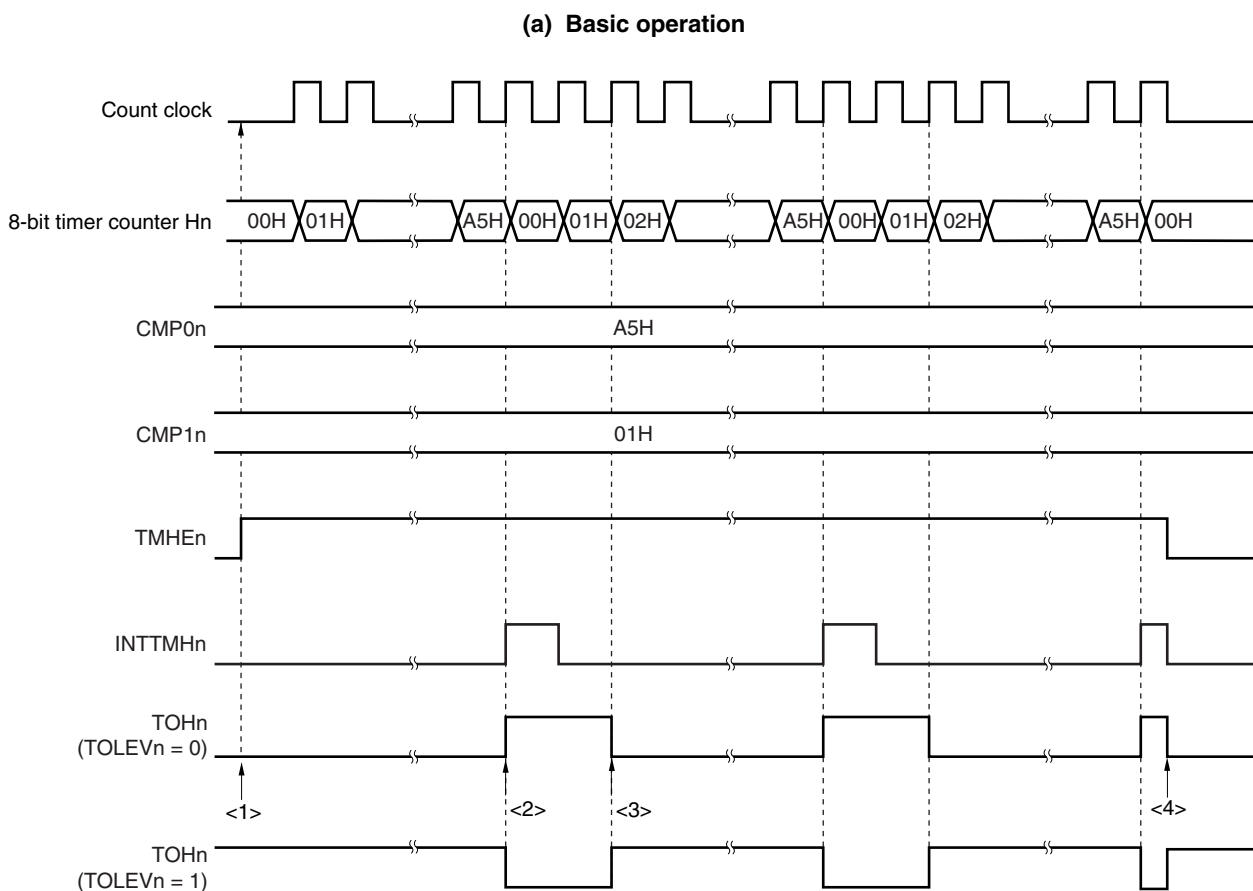 (a) Basic operation
Count clock
8-bit timer counter Hn
00H 01H A5H 00H 01H 02H A5H 00H 01H 02H A5H 00H
CMP0n
A5H
CMP1n
01H
TMHEn
INTTMHn
TOHn
(TOLEVn = 0)
<1> <2> <3> <4>
TOHn
(TOLEVn = 1)